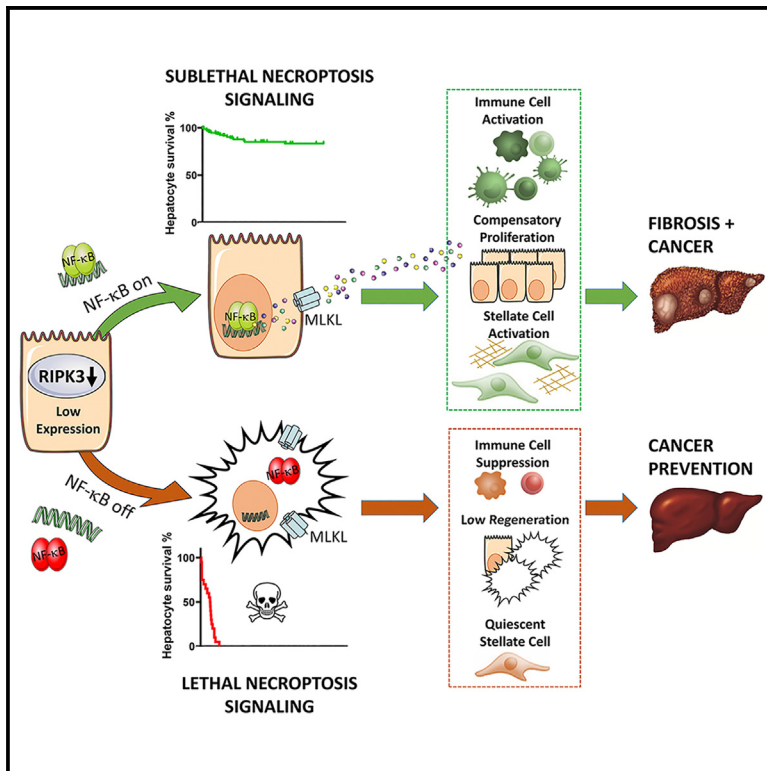 SUBLETHAL NECROPTOSIS
SIGNALING
Hepatocyte survival %
100
50
0
NF-κB
NF-κB on
NF-κB
MLKL
Immune Cell
Activation
Compensatory
Proliferation
Stellate Cell
Activation
FIBROSIS +
CANCER
RIPK3
Low
Expression
NF-κB off
NF-κB
NF-κB
MLKL
Hepatocyte survival %
100
50
0
LETHAL NECROPTOSIS
SIGNALING
Immune Cell
Suppression
Low Regeneration
Quiescent
Stellate Cell
CANCER
PREVENTION